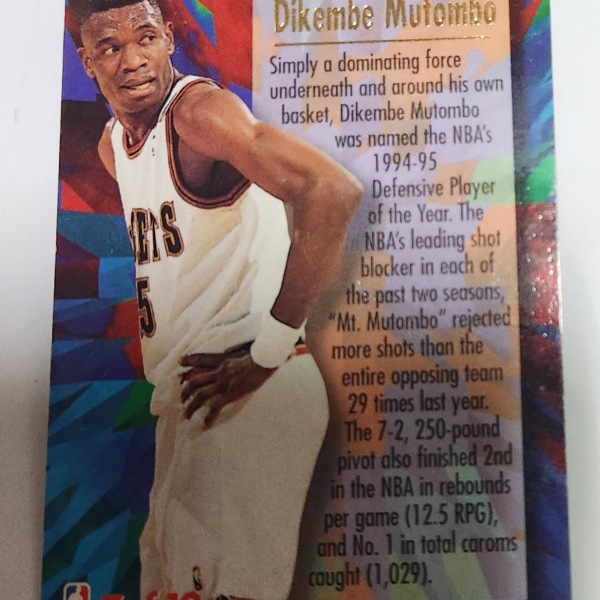 Dikembe Mutombo
Simply a dominating force
underneath and around his own
basket, Dikembe Mutombo
was named the NBA's
1994-95
Defensive Player
of the Year. The
NBA's leading shot
blocker in each of
the past two seasons,
"Mt. Mutombo" rejected
more shots than the
entire opposing team
29 times last year.
The 7-2, 250-pound
pivot also finished 2nd
in the NBA in rebounds
per game (12.5 RPG),
and No. 1 in total caroms
caught (1,029).
GETS
5